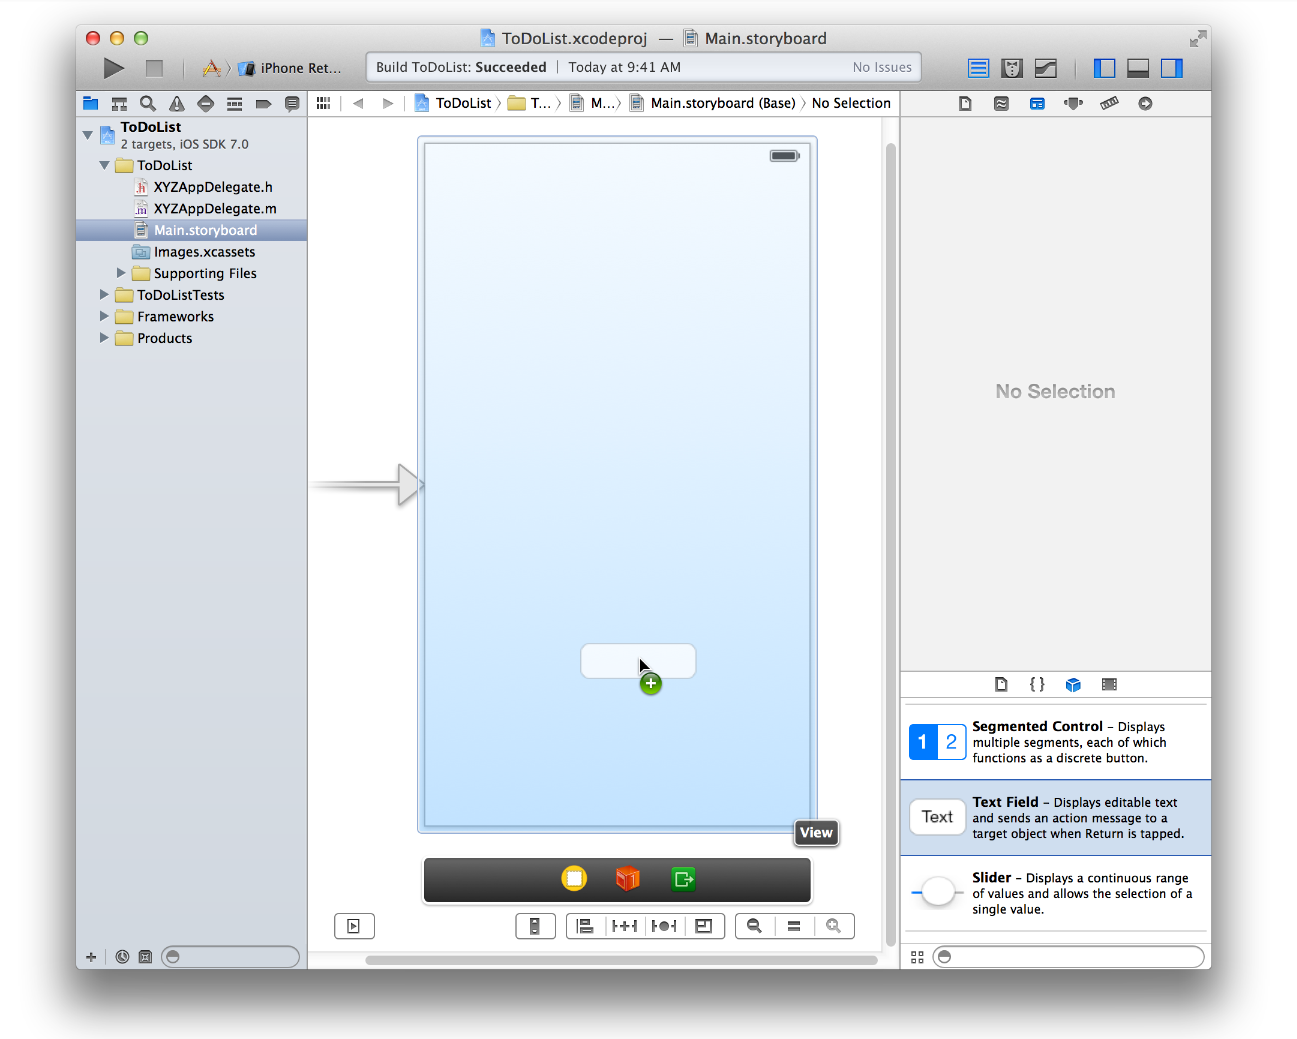 ToDoList.xcodeproj — Main.storyboard
iPhone Ret...
Build ToDoList: Succeeded | Today at 9:41 AM
No Issues
ToDoList
T...
M...
Main.storyboard (Base)
No Selection
ToDoList
2 targets, iOS SDK 7.0
ToDoList
XYZAppDelegate.h
XYZAppDelegate.m
Main.storyboard
Images.xcassets
Supporting Files
ToDoListTests
Frameworks
Products
View
No Selection
1 2
Segmented Control – Displays
multiple segments, each of which
functions as a discrete button.
Text
Text Field – Displays editable text
and sends an action message to a
target object when Return is tapped.
Slider – Displays a continuous range
of values and allows the selection of a
single value.